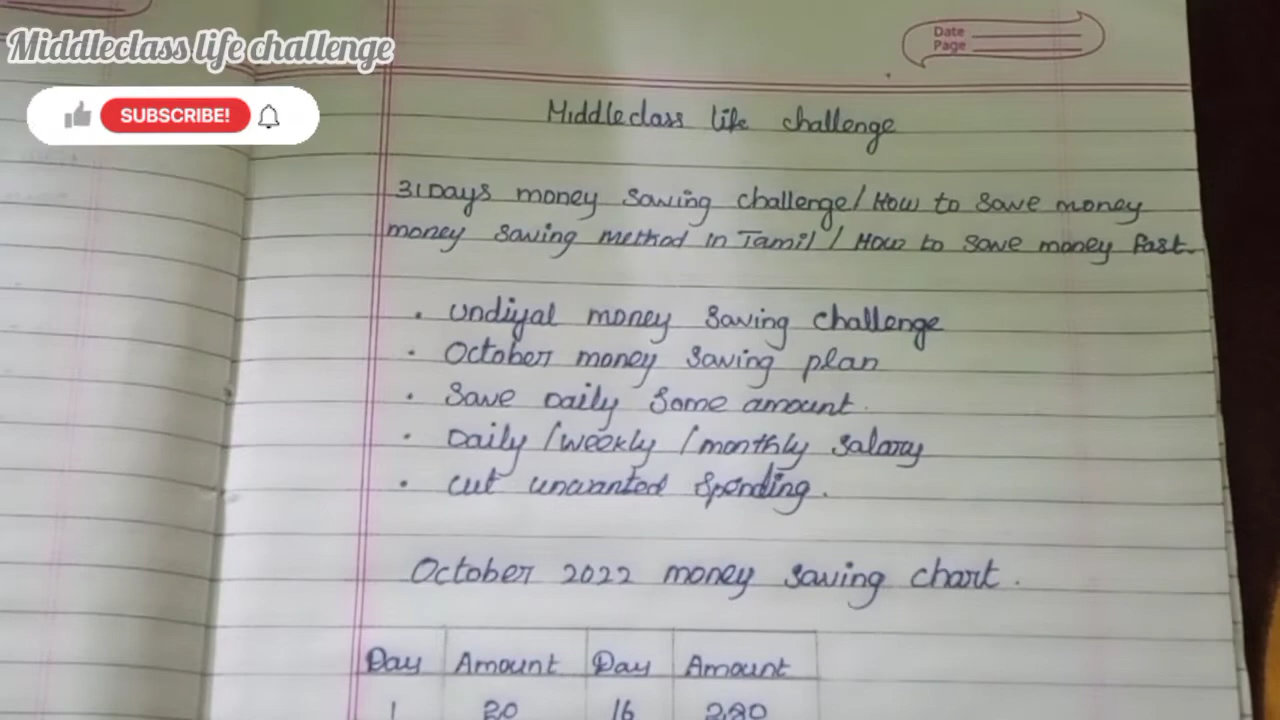 Middleclass life challenge
SUBSCRIBE!
Date
Page
Middleclass life challenge
31 Days money saving challenge / How to save money
money saving method in Tamil / How to save money fast.
. Undiyal money saving challenge
. October money saving plan
. Save Daily Some amount.
. Daily / weekly / monthly salary
. cut unwanted spending.
October 2022 money saving chart.
Day Amount Day Amount
1 20 16